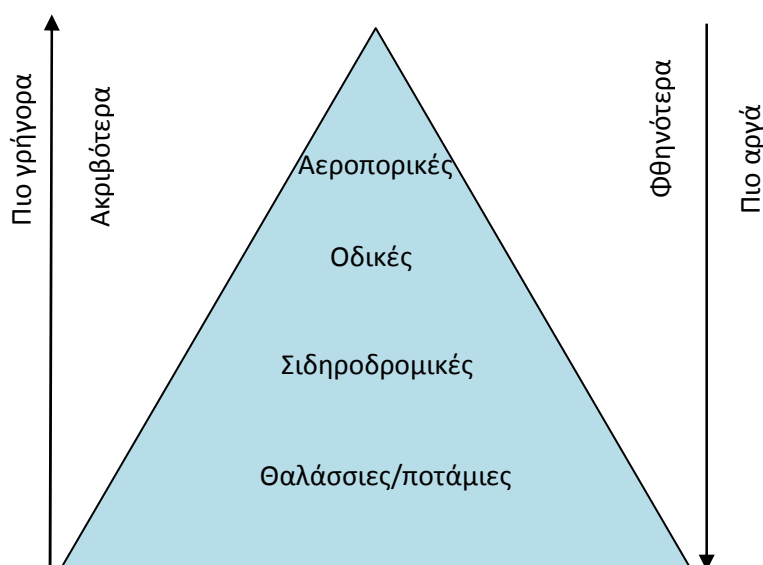 Πιο γρήγορα
Ακριβότερα
Αεροπορικές
Οδικές
Σιδηροδρομικές
Θαλάσσιες/ποτάμιες
Φθηνότερα
Πιο αργά